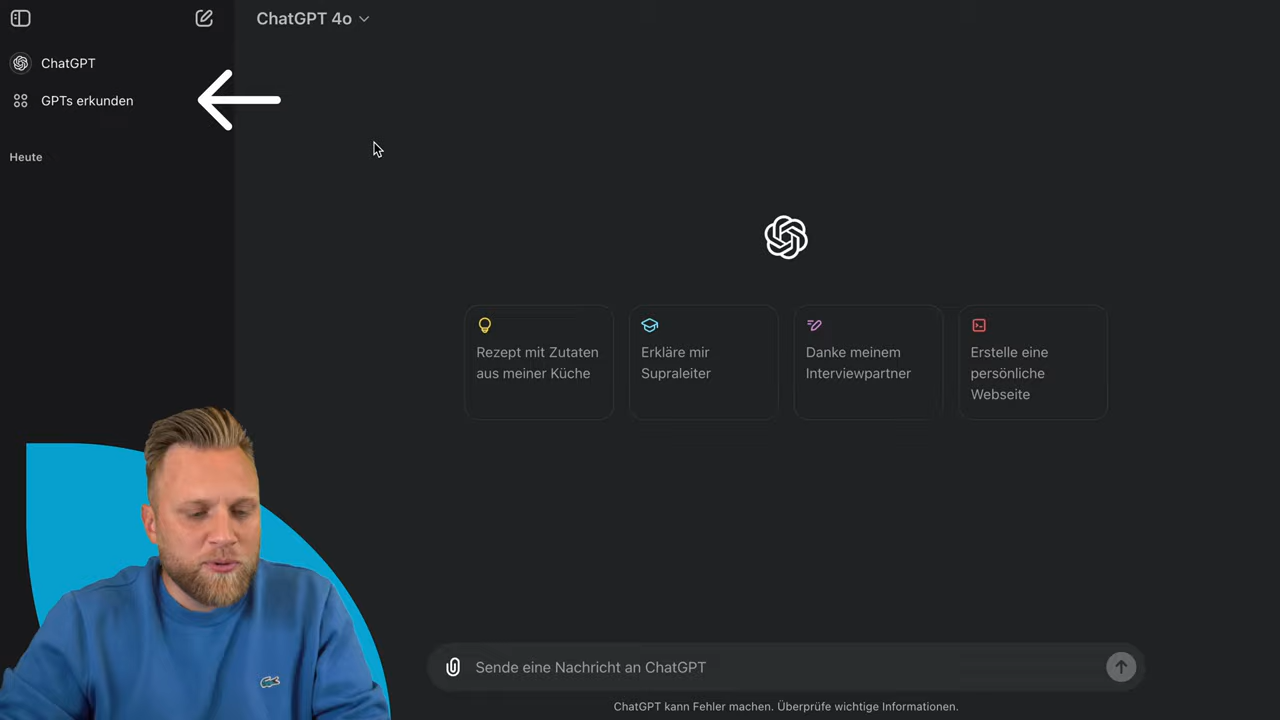 ChatGPT 4o
ChatGPT
GPTs erkunden
Heute
Rezept mit Zutaten
aus meiner Küche
Erkläre mir
Supraleiter
Danke meinem
Interviewpartner
Erstelle eine
persönliche
Webseite
Sende eine Nachricht an ChatGPT
ChatGPT kann Fehler machen. Überprüfe wichtige Informationen.